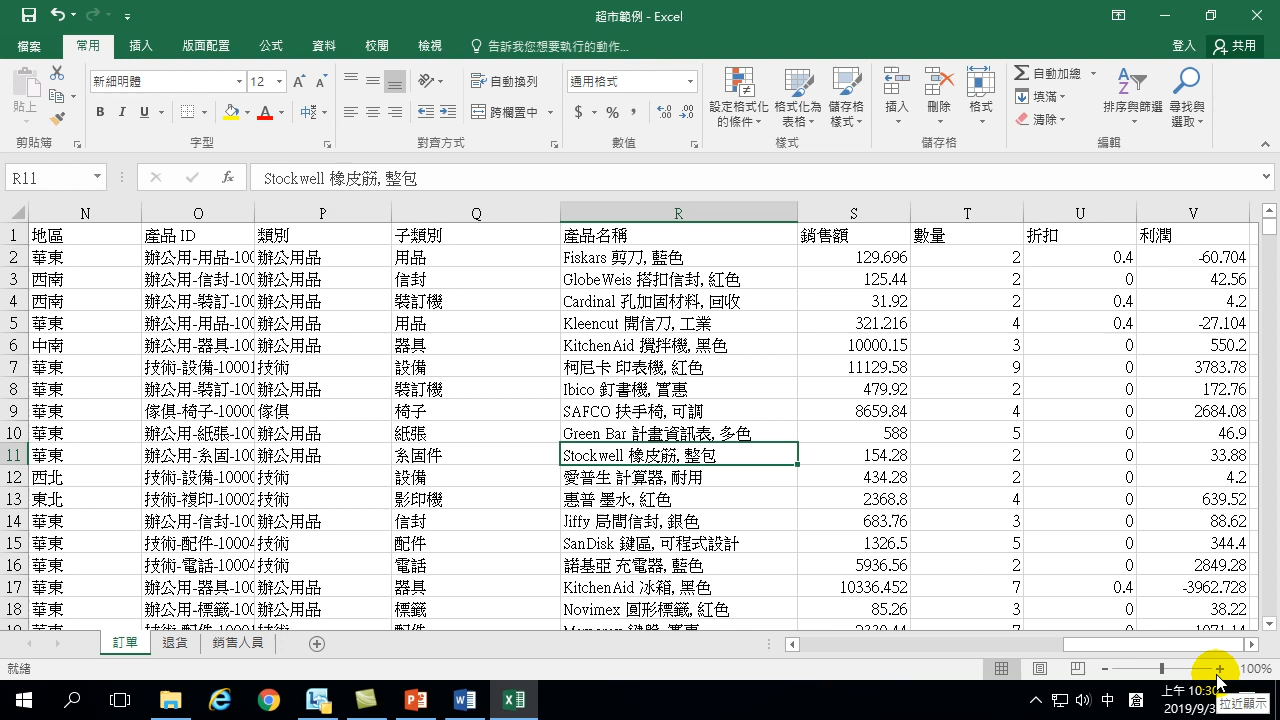 超市範例 - Excel
檔案 常用 插入 版面配置 公式 資料 校閱 檢視 告訴我您想要執行的動作... 登入 共用
貼上 新細明體 12 自動換列 通用格式 設定格式化的條件 格式化為表格 儲存格樣式 插入 刪除 格式 自動加總 排序與篩選 尋找與選取
B I U A 跨欄置中 $ % , 填滿
清除
剪貼簿 字型 對齊方式 數值 樣式 儲存格 編輯
R11 fx Stockwell 橡皮筋, 整包
N O P Q R S T U V
1 地區 產品 ID 類別 子類別 產品名稱 銷售額 數量 折扣 利潤
2 華東 辦公用-用品-100 辦公用品 用品 Fiskars 剪刀, 藍色 129.696 2 0.4 -60.704
3 西南 辦公用-信封-100 辦公用品 信封 GlobeWeis 搭扣信封, 紅色 125.44 2 0 42.56
4 西南 辦公用-裝訂-100 辦公用品 裝訂機 Cardinal 孔加固材料, 回收 31.92 2 0.4 4.2
5 華東 辦公用-用品-100 辦公用品 用品 Kleencut 開信刀, 工業 321.216 4 0.4 -27.104
6 中南 辦公用-器具-100 辦公用品 器具 KitchenAid 攪拌機, 黑色 10000.15 3 0 550.2
7 華東 技術-設備-10001 技術 設備 柯尼卡 印表機, 紅色 11129.58 9 0 3783.78
8 華東 辦公用-裝訂-100 辦公用品 裝訂機 Ibico 釘書機, 實惠 479.92 2 0 172.76
9 華東 傢俱-椅子-10000 傢俱 椅子 SAFCO 扶手椅, 可調 8659.84 4 0 2684.08
10 華東 辦公用-紙張-100 辦公用品 紙張 Green Bar 計畫資訊表, 多色 588 5 0 46.9
11 華東 辦公用-系固-100 辦公用品 系固件 Stockwell 橡皮筋, 整包 154.28 2 0 33.88
12 西北 技術-設備-10000 技術 設備 愛普生 計算器, 耐用 434.28 2 0 4.2
13 東北 技術-複印-10002 技術 影印機 惠普 墨水, 紅色 2368.8 4 0 639.52
14 華東 辦公用-信封-100 辦公用品 信封 Jiffy 局間信封, 銀色 683.76 3 0 88.62
15 華東 技術-配件-10004 技術 配件 SanDisk 鍵區, 可程式設計 1326.5 5 0 344.4
16 華東 技術-電話-10004 技術 電話 諾基亞 充電器, 藍色 5936.56 2 0 2849.28
17 華東 辦公用-器具-100 辦公用品 器具 KitchenAid 冰箱, 黑色 10336.452 7 0.4 -3962.728
18 華東 辦公用-標籤-100 辦公用品 標籤 Novimex 圓形標籤, 紅色 85.26 3 0 38.22
訂單 退貨 銷售人員
就緒 100%
中 上午 10:30
2019/9/3
拉近顯示